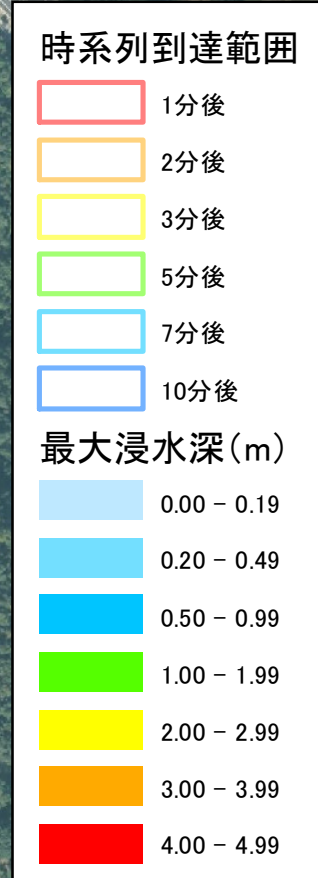 時系列到達範囲
1分後
2分後
3分後
5分後
7分後
10分後
最大浸水深(m)
0.00 － 0.19
0.20 － 0.49
0.50 － 0.99
1.00 － 1.99
2.00 － 2.99
3.00 － 3.99
4.00 － 4.99